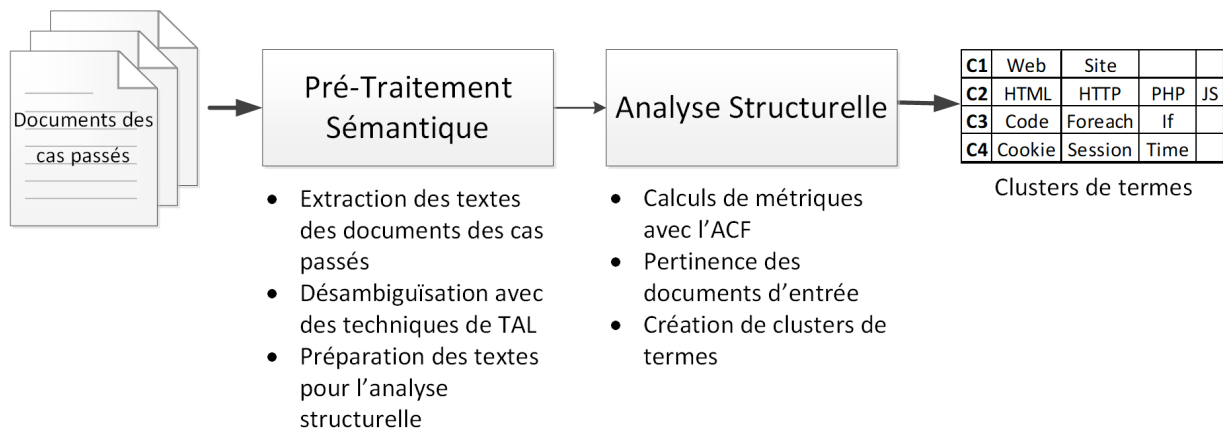 Documents des
cas passés
Pré-Traitement
Sémantique
• Extraction des textes
des documents des cas
passés
• Désambiguïsation avec
des techniques de TAL
• Préparation des textes
pour l’analyse
structurelle
Analyse Structurelle
• Calculs de métriques
avec l’ACF
• Pertinence des
documents d’entrée
• Création de clusters de
termes
C1 Web Site
C2 HTML HTTP PHP JS
C3 Code Foreach If
C4 Cookie Session Time
Clusters de termes